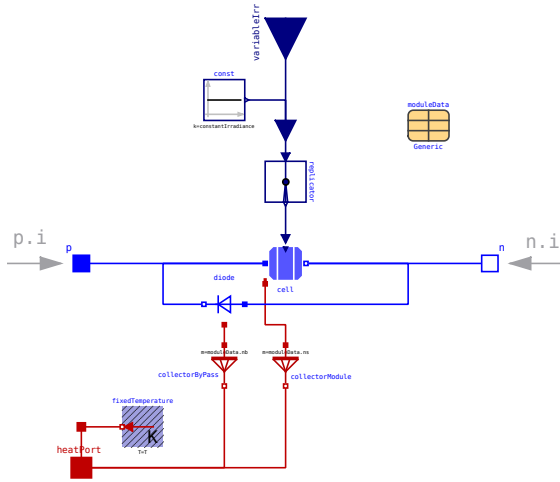 variableIrr
const
k=constantIrradiance
moduleData
Generic
replicator
p.i
p
n
n.i
diode
cell
m=moduleData.nb
m=moduleData.ns
collectorByPass
collectorModule
fixedTemperature
K
T=T
heatPort